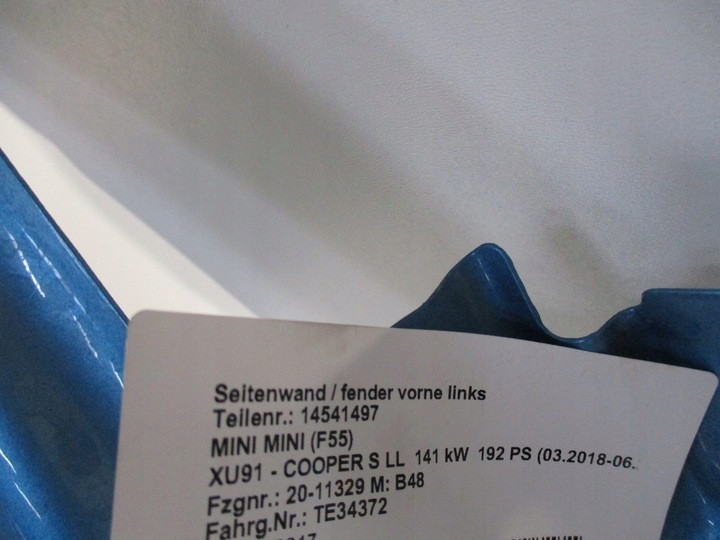 Seitenwand / fender vorne links
Teilenr.: 14541497
MINI MINI (F55)
XU91 - COOPER S LL 141 kW 192 PS (03.2018-06.
Fzgnr.: 20-11329 M: B48
Fahrg.Nr.: TE34372